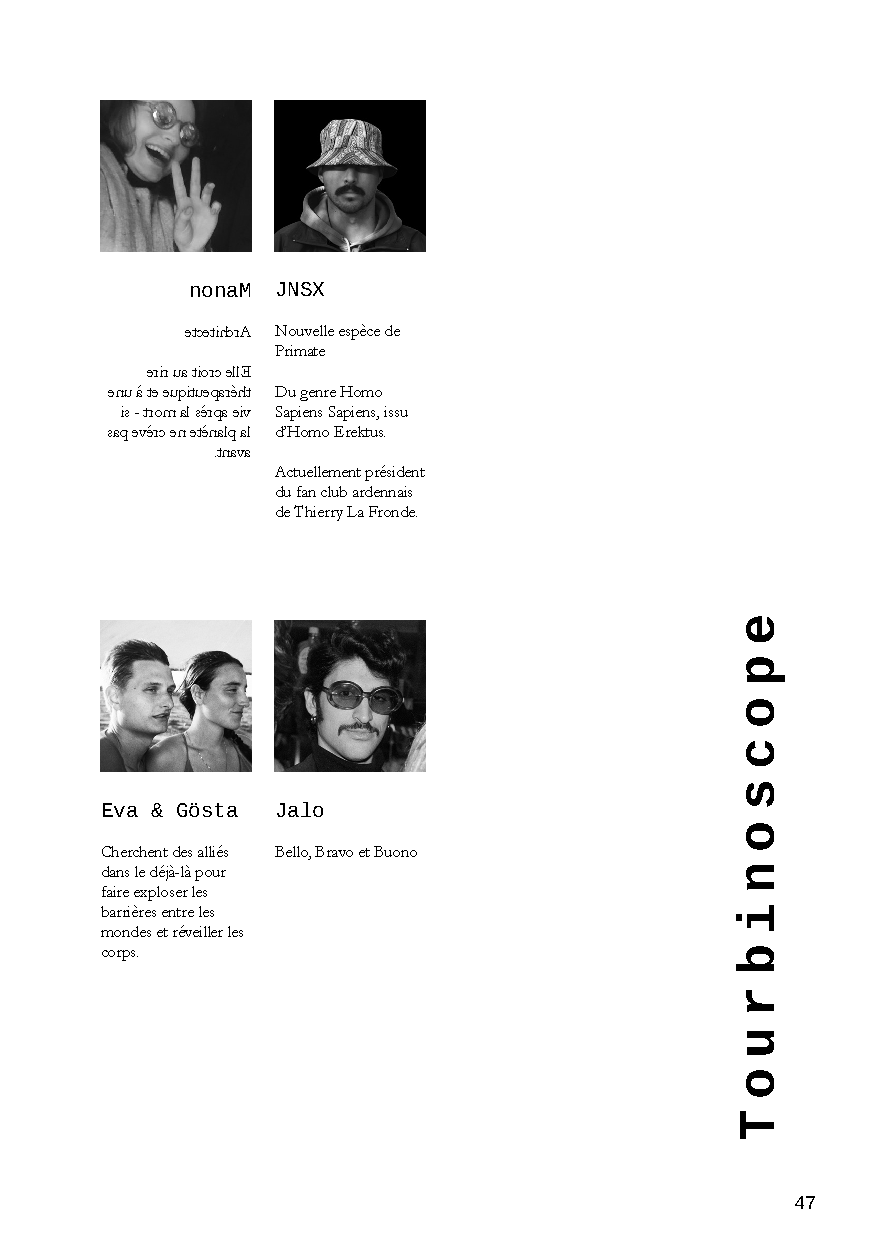 Manon
Architecte
Elle croit au rire
thérapeutique et à une
vie après la mort - si
la planète ne crève pas
avant.
JNSX
Nouvelle espèce de
Primate
Du genre Homo
Sapiens Sapiens, issu
d'Homo Erektus.
Actuellement président
du fan club ardennais
de Thierry La Fronde.
Eva & Gösta
Cherchent des alliés
dans le déjà-là pour
faire exploser les
barrières entre les
mondes et réveiller les
corps.
Jalo
Bello, Bravo et Buono
Tourbinoscope
47